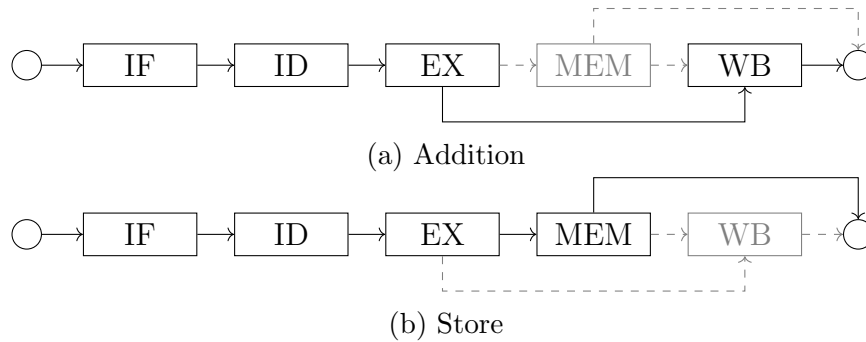 IF ID EX MEM WB
(a) Addition
IF ID EX MEM WB
(b) Store